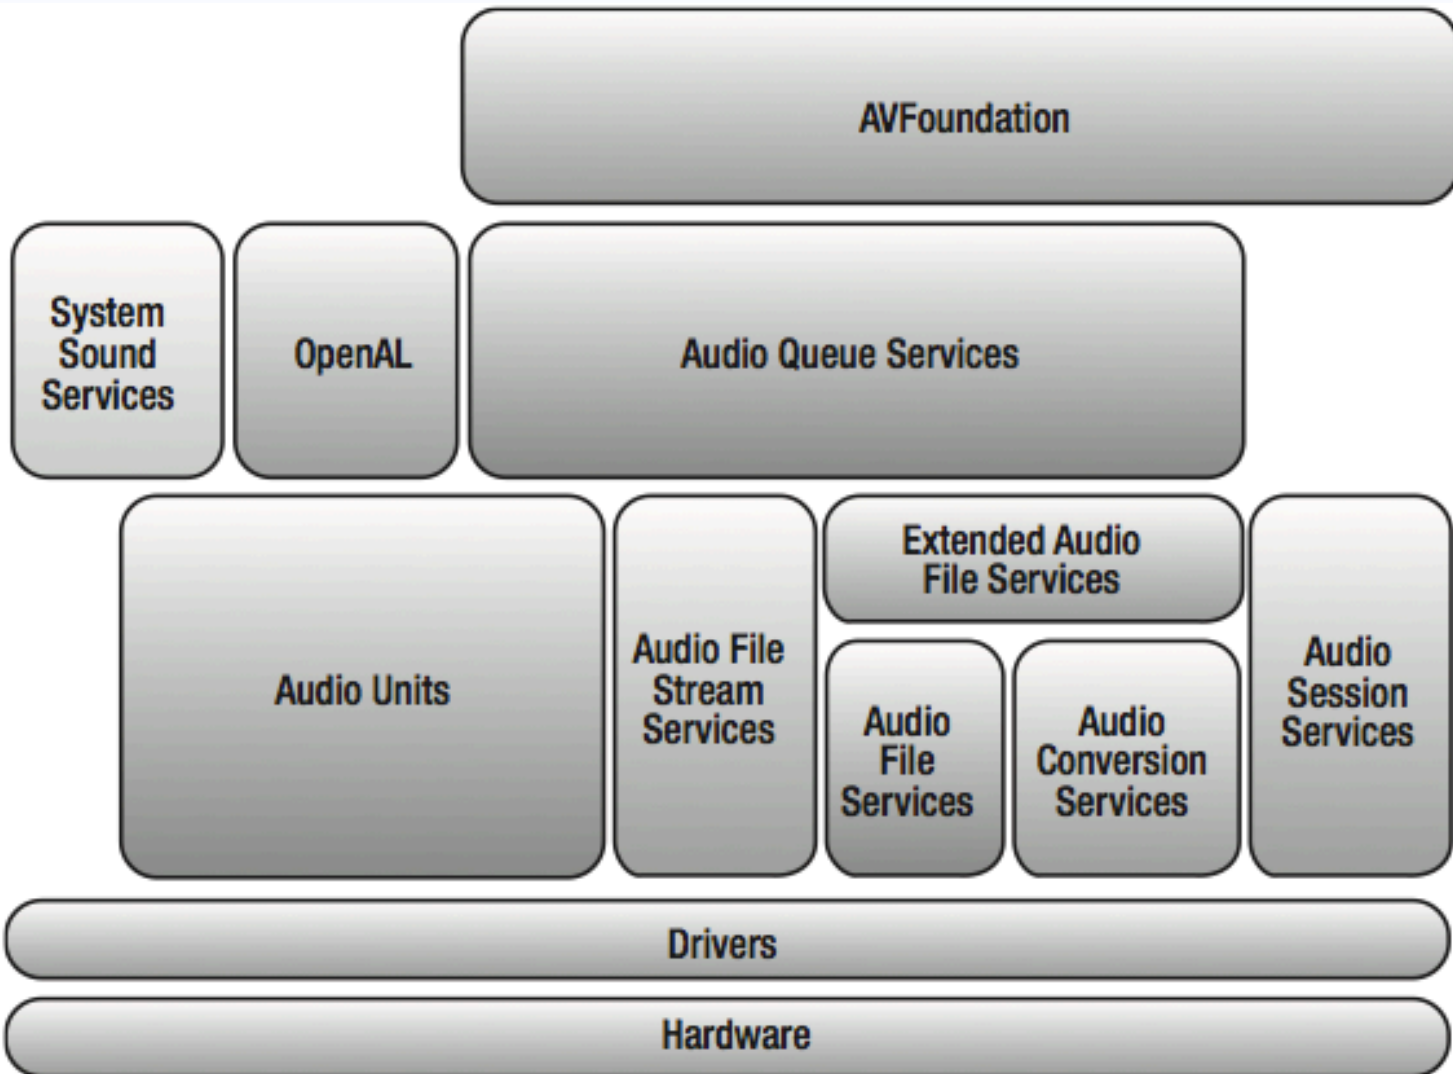 AVFoundation
System
Sound
Services
OpenAL
Audio Queue Services
Audio Units
Audio File
Stream
Services
Extended Audio
File Services
Audio
File
Services
Audio
Conversion
Services
Audio
Session
Services
Drivers
Hardware